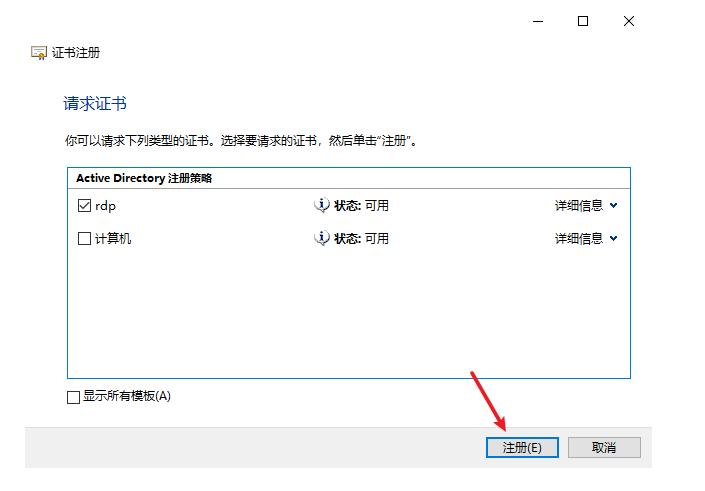 证书注册
请求证书
你可以请求下列类型的证书。选择要请求的证书，然后单击“注册”。
Active Directory 注册策略
rdp 状态: 可用 详细信息
计算机 状态: 可用 详细信息
显示所有模板(A)
注册(E) 取消